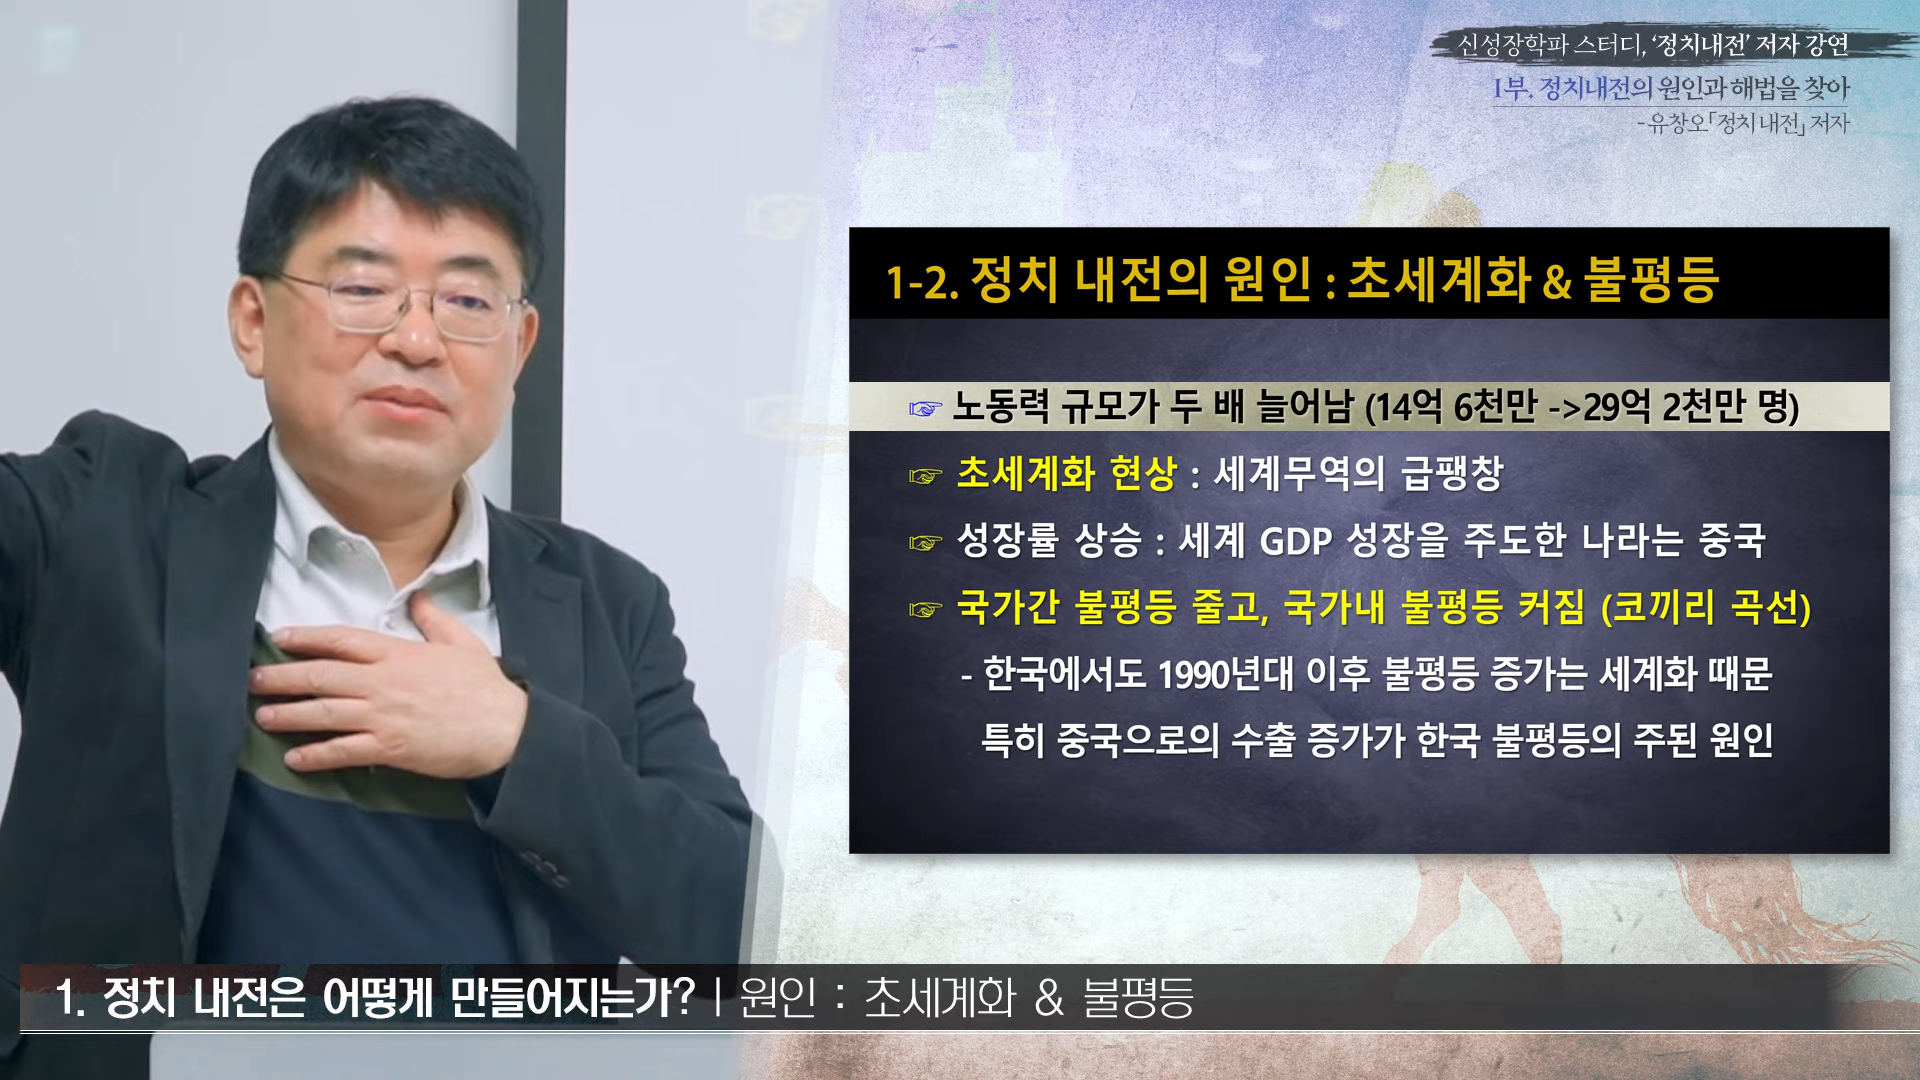 신성장학파 스터디, ‘정치내전’ 저자 강연
1부. 정치내전의 원인과 해법을 찾아
-유창오「정치 내전」 저자
1-2. 정치 내전의 원인 : 초세계화 & 불평등
☞ 노동력 규모가 두 배 늘어남 (14억 6천만 ->29억 2천만 명)
☞ 초세계화 현상 : 세계무역의 급팽창
☞ 성장률 상승 : 세계 GDP 성장을 주도한 나라는 중국
☞ 국가간 불평등 줄고, 국가내 불평등 커짐 (코끼리 곡선)
- 한국에서도 1990년대 이후 불평등 증가는 세계화 때문
특히 중국으로의 수출 증가가 한국 불평등의 주된 원인
1. 정치 내전은 어떻게 만들어지는가? | 원인 : 초세계화 & 불평등